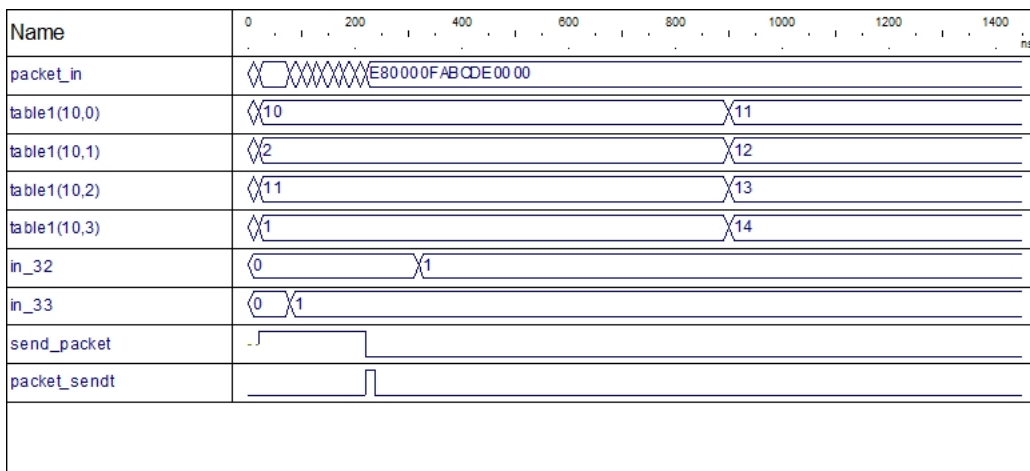 Name 0 200 400 600 800 1000 1200 1400
ns
packet_in E80000FABCDE0000
table1(10,0) 10 11
table1(10,1) 2 12
table1(10,2) 11 13
table1(10,3) 1 14
in_32 0 1
in_33 0 1
send_packet
packet_sendt